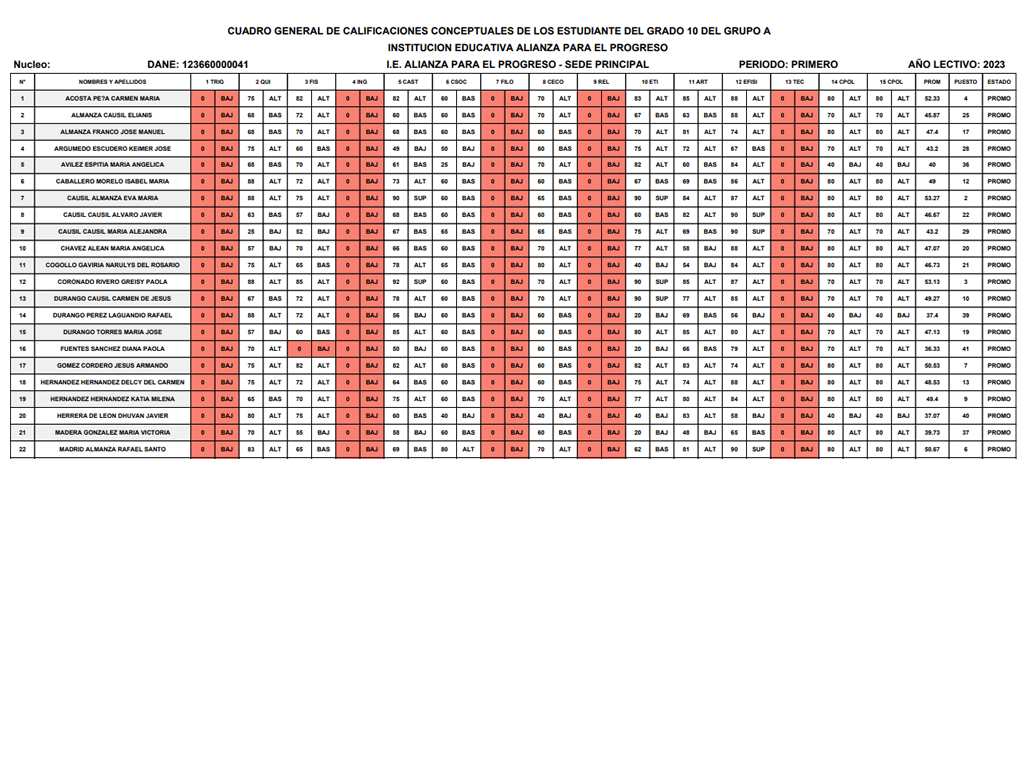 CUADRO GENERAL DE CALIFICACIONES CONCEPTUALES DE LOS ESTUDIANTE DEL GRADO 10 DEL GRUPO A
INSTITUCION EDUCATIVA ALIANZA PARA EL PROGRESO
Nucleo: DANE: 123660000041 I.E. ALIANZA PARA EL PROGRESO - SEDE PRINCIPAL PERIODO: PRIMERO AÑO LECTIVO: 2023
N° NOMBRES Y APELLIDOS 1 TRIG 2 QUI 3 FIS 4 ING 5 CAST 6 CSOC 7 FILO 8 CECO 9 REL 10 ETI 11 ART 12 EFISI 13 TEC 14 CPOL 15 CPOL PROM PUESTO ESTADO
1 ACOSTA PE?A CARMEN MARIA 0 BAJ 75 ALT 82 ALT 0 BAJ 82 ALT 60 BAS 0 BAJ 70 ALT 0 BAJ 83 ALT 85 ALT 88 ALT 0 BAJ 80 ALT 80 ALT 52.33 4 PROMO
2 ALMANZA CAUSIL ELIANIS 0 BAJ 68 BAS 72 ALT 0 BAJ 60 BAS 60 BAS 0 BAJ 70 ALT 0 BAJ 67 BAS 63 BAS 88 ALT 0 BAJ 70 ALT 70 ALT 45.87 25 PROMO
3 ALMANZA FRANCO JOSE MANUEL 0 BAJ 68 BAS 70 ALT 0 BAJ 68 BAS 60 BAS 0 BAJ 60 BAS 0 BAJ 70 ALT 81 ALT 74 ALT 0 BAJ 80 ALT 80 ALT 47.4 17 PROMO
4 ARGUMEDO ESCUDERO KEIMER JOSE 0 BAJ 75 ALT 60 BAS 0 BAJ 49 BAJ 50 BAJ 0 BAJ 60 BAS 0 BAJ 75 ALT 72 ALT 67 BAS 0 BAJ 70 ALT 70 ALT 43.2 28 PROMO
5 AVILEZ ESPITIA MARIA ANGELICA 0 BAJ 68 BAS 70 ALT 0 BAJ 61 BAS 25 BAJ 0 BAJ 70 ALT 0 BAJ 82 ALT 60 BAS 84 ALT 0 BAJ 40 BAJ 40 BAJ 40 36 PROMO
6 CABALLERO MORELO ISABEL MARIA 0 BAJ 88 ALT 72 ALT 0 BAJ 73 ALT 60 BAS 0 BAJ 60 BAS 0 BAJ 67 BAS 69 BAS 86 ALT 0 BAJ 80 ALT 80 ALT 49 12 PROMO
7 CAUSIL ALMANZA EVA MARIA 0 BAJ 88 ALT 75 ALT 0 BAJ 90 SUP 60 BAS 0 BAJ 65 BAS 0 BAJ 90 SUP 84 ALT 87 ALT 0 BAJ 80 ALT 80 ALT 53.27 2 PROMO
8 CAUSIL CAUSIL ALVARO JAVIER 0 BAJ 63 BAS 57 BAJ 0 BAJ 68 BAS 60 BAS 0 BAJ 60 BAS 0 BAJ 60 BAS 82 ALT 90 SUP 0 BAJ 80 ALT 80 ALT 46.67 22 PROMO
9 CAUSIL CAUSIL MARIA ALEJANDRA 0 BAJ 25 BAJ 52 BAJ 0 BAJ 67 BAS 65 BAS 0 BAJ 65 BAS 0 BAJ 75 ALT 69 BAS 90 SUP 0 BAJ 70 ALT 70 ALT 43.2 29 PROMO
10 CHAVEZ ALEAN MARIA ANGELICA 0 BAJ 57 BAJ 70 ALT 0 BAJ 66 BAS 60 BAS 0 BAJ 70 ALT 0 BAJ 77 ALT 58 BAJ 88 ALT 0 BAJ 80 ALT 80 ALT 47.07 20 PROMO
11 COGOLLO GAVIRIA NARULYS DEL ROSARIO 0 BAJ 75 ALT 65 BAS 0 BAJ 78 ALT 65 BAS 0 BAJ 80 ALT 0 BAJ 40 BAJ 54 BAJ 84 ALT 0 BAJ 80 ALT 80 ALT 46.73 21 PROMO
12 CORONADO RIVERO GREISY PAOLA 0 BAJ 88 ALT 85 ALT 0 BAJ 92 SUP 60 BAS 0 BAJ 70 ALT 0 BAJ 90 SUP 85 ALT 87 ALT 0 BAJ 70 ALT 70 ALT 53.13 3 PROMO
13 DURANGO CAUSIL CARMEN DE JESUS 0 BAJ 67 BAS 72 ALT 0 BAJ 78 ALT 60 BAS 0 BAJ 70 ALT 0 BAJ 90 SUP 77 ALT 85 ALT 0 BAJ 70 ALT 70 ALT 49.27 10 PROMO
14 DURANGO PEREZ LAGUANDIO RAFAEL 0 BAJ 88 ALT 72 ALT 0 BAJ 56 BAJ 60 BAS 0 BAJ 60 BAS 0 BAJ 20 BAJ 69 BAS 56 BAJ 0 BAJ 40 BAJ 40 BAJ 37.4 39 PROMO
15 DURANGO TORRES MARIA JOSE 0 BAJ 57 BAJ 60 BAS 0 BAJ 85 ALT 60 BAS 0 BAJ 60 BAS 0 BAJ 80 ALT 85 ALT 80 ALT 0 BAJ 70 ALT 70 ALT 47.13 19 PROMO
16 FUENTES SANCHEZ DIANA PAOLA 0 BAJ 70 ALT 0 BAJ 0 BAJ 50 BAJ 60 BAS 0 BAJ 60 BAS 0 BAJ 20 BAJ 66 BAS 79 ALT 0 BAJ 70 ALT 70 ALT 36.33 41 PROMO
17 GOMEZ CORDERO JESUS ARMANDO 0 BAJ 75 ALT 82 ALT 0 BAJ 82 ALT 60 BAS 0 BAJ 60 BAS 0 BAJ 82 ALT 83 ALT 74 ALT 0 BAJ 80 ALT 80 ALT 50.53 7 PROMO
18 HERNANDEZ HERNANDEZ DELCY DEL CARMEN 0 BAJ 75 ALT 72 ALT 0 BAJ 64 BAS 60 BAS 0 BAJ 60 BAS 0 BAJ 75 ALT 74 ALT 88 ALT 0 BAJ 80 ALT 80 ALT 48.53 13 PROMO
19 HERNANDEZ HERNANDEZ KATIA MILENA 0 BAJ 65 BAS 70 ALT 0 BAJ 75 ALT 60 BAS 0 BAJ 70 ALT 0 BAJ 77 ALT 80 ALT 84 ALT 0 BAJ 80 ALT 80 ALT 49.4 9 PROMO
20 HERRERA DE LEON DHUVAN JAVIER 0 BAJ 80 ALT 75 ALT 0 BAJ 60 BAS 40 BAJ 0 BAJ 40 BAJ 0 BAJ 40 BAJ 83 ALT 58 BAJ 0 BAJ 40 BAJ 40 BAJ 37.07 40 PROMO
21 MADERA GONZALEZ MARIA VICTORIA 0 BAJ 70 ALT 55 BAJ 0 BAJ 58 BAJ 60 BAS 0 BAJ 60 BAS 0 BAJ 20 BAJ 48 BAJ 65 BAS 0 BAJ 80 ALT 80 ALT 39.73 37 PROMO
22 MADRID ALMANZA RAFAEL SANTO 0 BAJ 83 ALT 65 BAS 0 BAJ 69 BAS 80 ALT 0 BAJ 70 ALT 0 BAJ 62 BAS 81 ALT 90 SUP 0 BAJ 80 ALT 80 ALT 50.67 6 PROMO